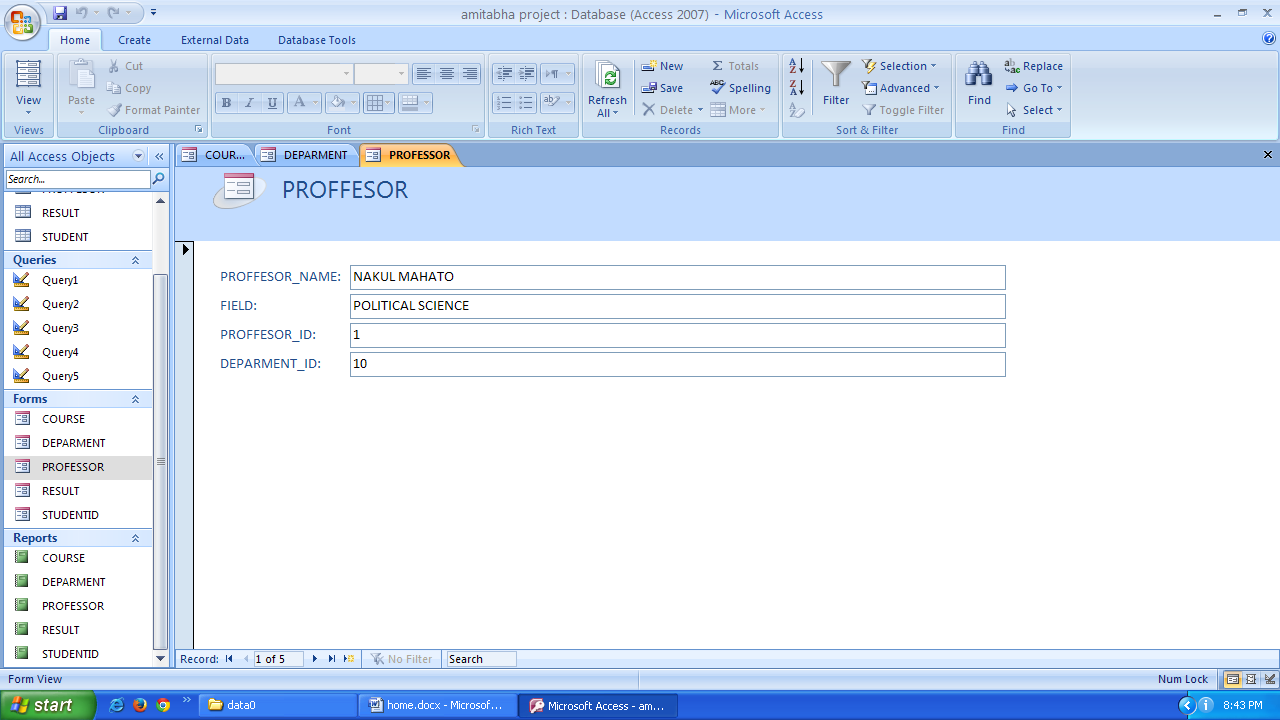 amitabha project : Database (Access 2007) - Microsoft Access
Home Create External Data Database Tools
View
Views
Paste
Cut
Copy
Format Painter
Clipboard
B I U A
Font
ab
Rich Text
Refresh All
New
Save
Delete
Totals
Spelling
More
Records
Filter
Selection
Advanced
Toggle Filter
Sort & Filter
Find
Replace
Go To
Select
Find
All Access Objects
Search...
RESULT
STUDENT
Queries
Query1
Query2
Query3
Query4
Query5
Forms
COURSE
DEPARMENT
PROFESSOR
RESULT
STUDENTID
Reports
COURSE
DEPARMENT
PROFESSOR
RESULT
STUDENTID
COUR... DEPARMENT PROFESSOR
PROFFESOR
PROFFESOR_NAME: NAKUL MAHATO
FIELD: POLITICAL SCIENCE
PROFFESOR_ID: 1
DEPARMENT_ID: 10
Record: 1 of 5 No Filter Search
Form View Num Lock
start data0 home.docx - Microsof... Microsoft Access - am... 8:43 PM